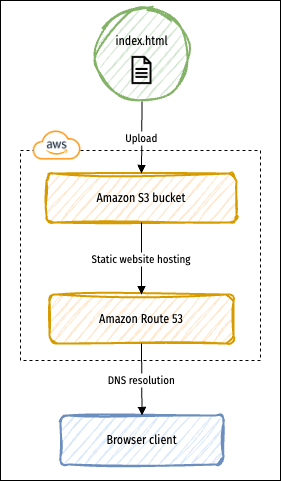 index.html
Upload
aws
Amazon S3 bucket
Static website hosting
Amazon Route 53
DNS resolution
Browser client